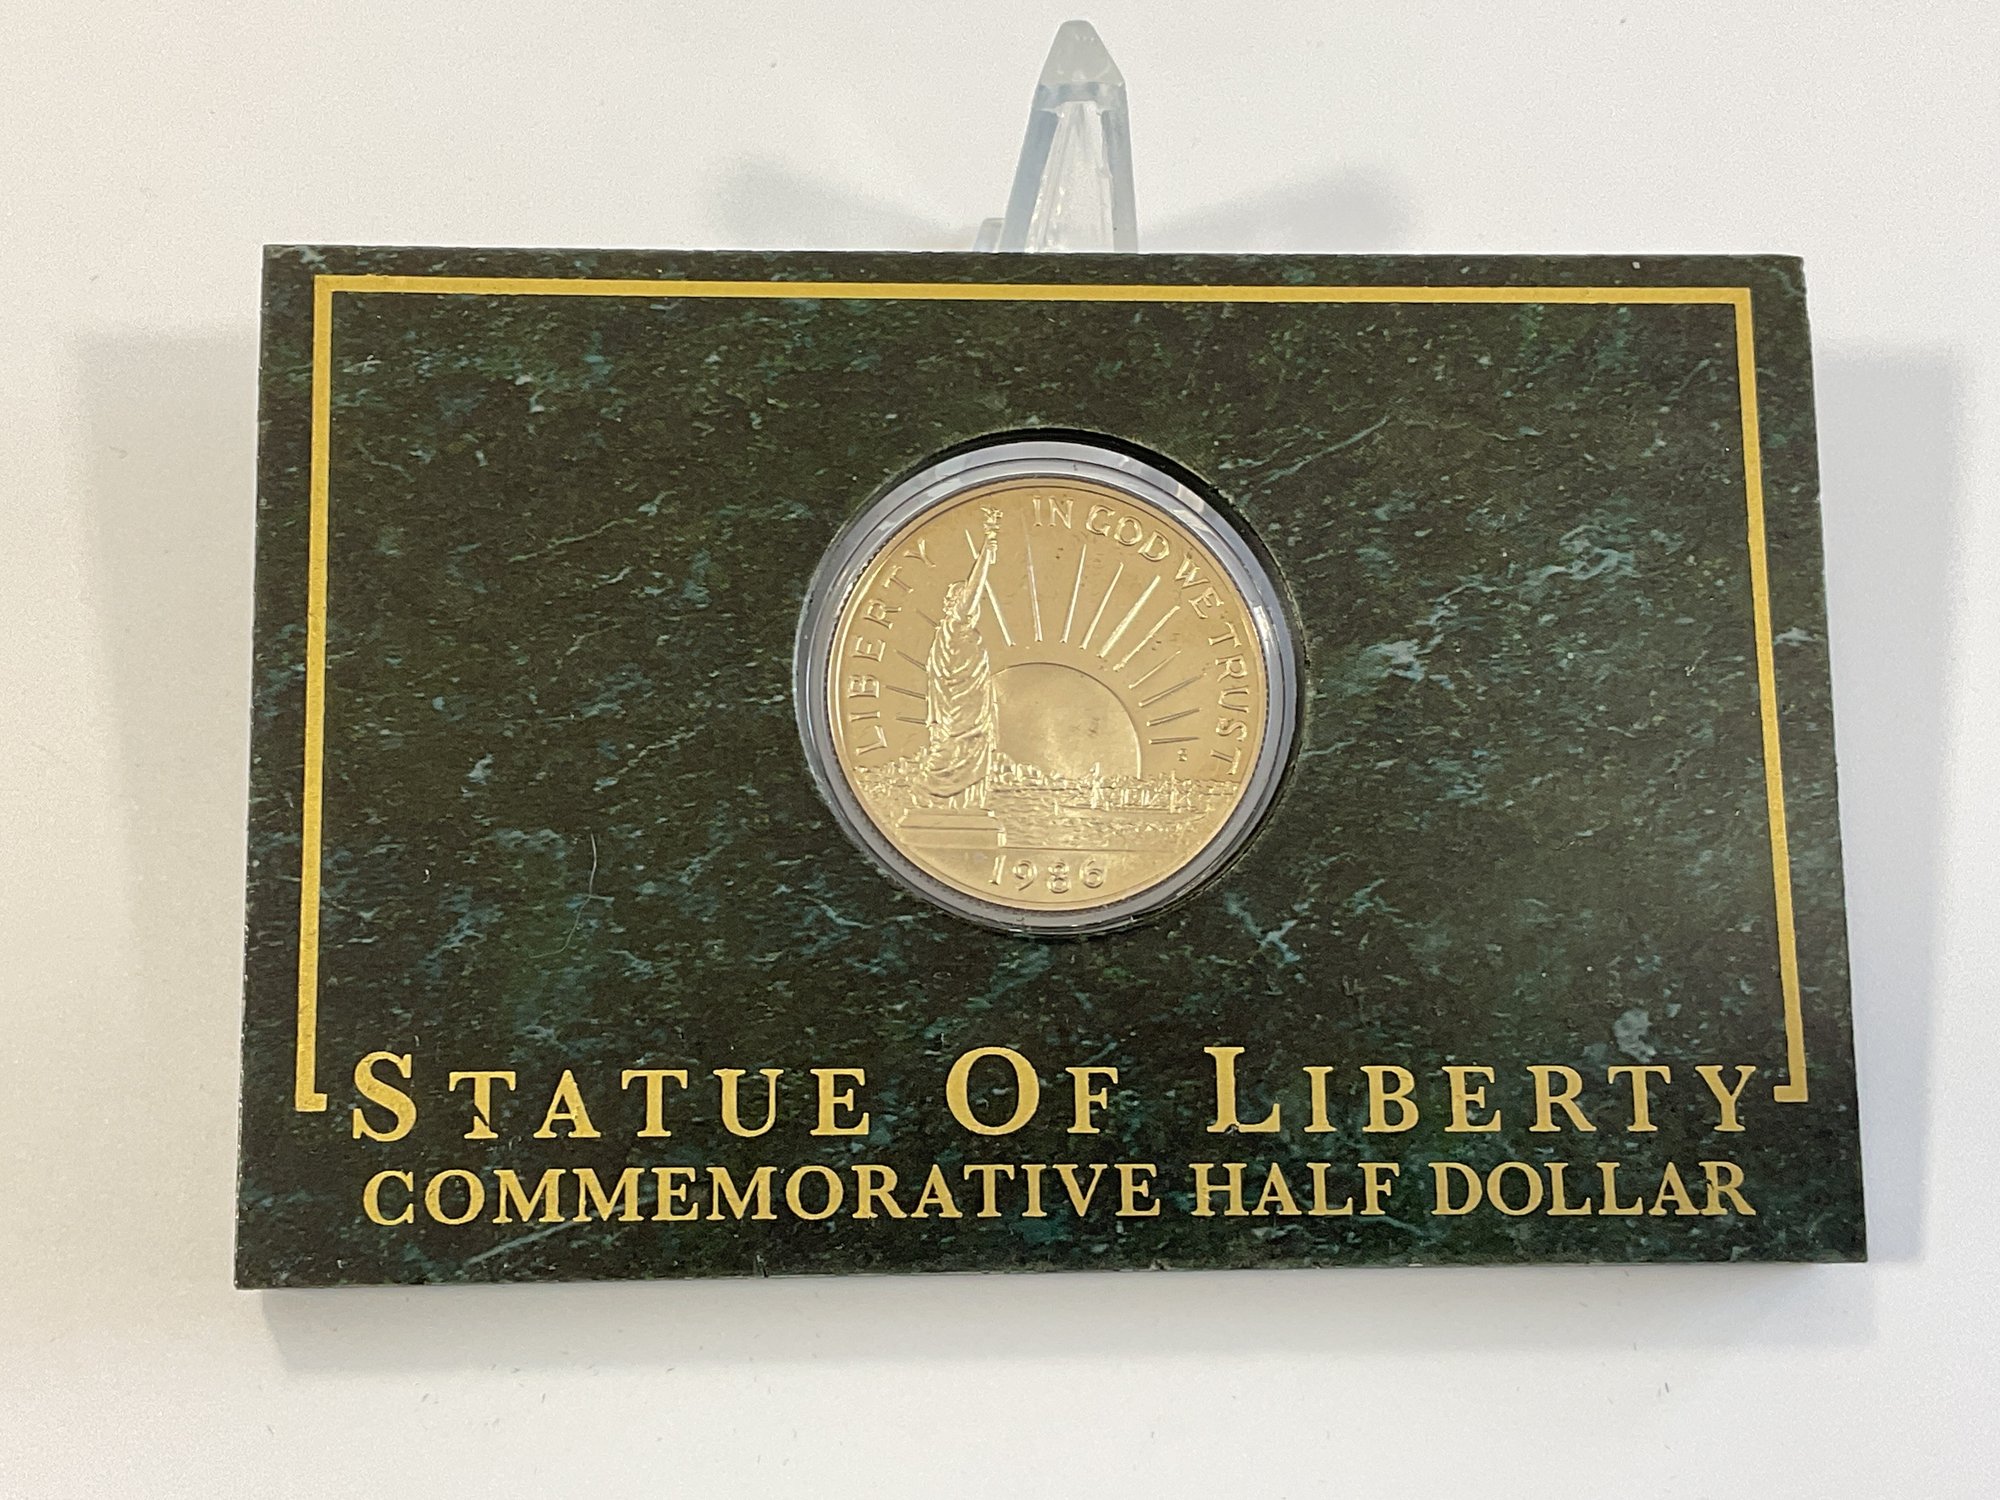 LIBERTY
IN GOD WE TRUST
S
1986
STATUE OF LIBERTY
COMMEMORATIVE HALF DOLLAR